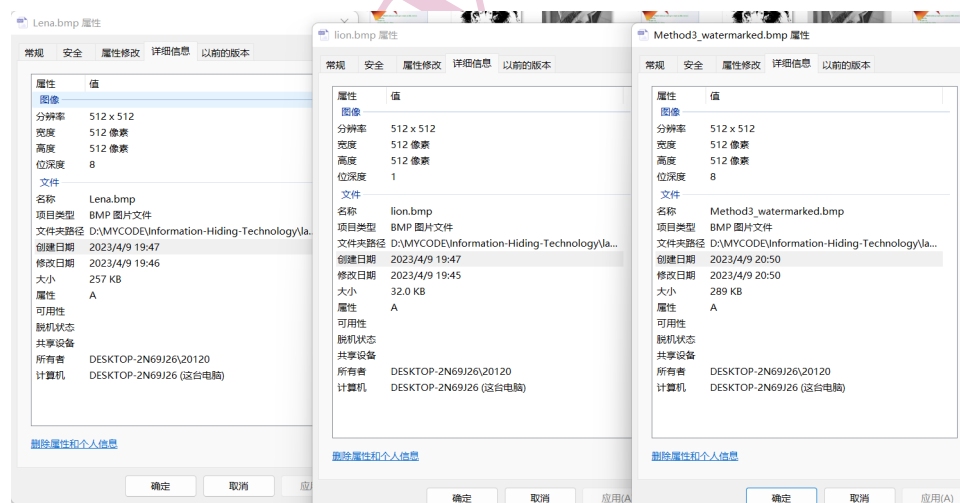 Lena.bmp 属性
常规 安全 属性修改 详细信息 以前的版本
属性 值
图像
分辨率 512 x 512
宽度 512 像素
高度 512 像素
位深度 8
文件
名称 Lena.bmp
项目类型 BMP 图片文件
文件夹路径 D:\MYCODE\Information-Hiding-Technology\la...
创建日期 2023/4/9 19:47
修改日期 2023/4/9 19:46
大小 257 KB
属性 A
可用性
脱机状态
共享设备
所有者 DESKTOP-2N69J26\20120
计算机 DESKTOP-2N69J26 (这台电脑)
删除属性和个人信息
确定 取消
lion.bmp 属性
常规 安全 属性修改 详细信息 以前的版本
属性 值
图像
分辨率 512 x 512
宽度 512 像素
高度 512 像素
位深度 1
文件
名称 lion.bmp
项目类型 BMP 图片文件
文件夹路径 D:\MYCODE\Information-Hiding-Technology\la...
创建日期 2023/4/9 19:47
修改日期 2023/4/9 19:45
大小 32.0 KB
属性 A
可用性
脱机状态
共享设备
所有者 DESKTOP-2N69J26\20120
计算机 DESKTOP-2N69J26 (这台电脑)
删除属性和个人信息
确定 取消 应用(A
Method3_watermarked.bmp 属性
常规 安全 属性修改 详细信息 以前的版本
属性 值
图像
分辨率 512 x 512
宽度 512 像素
高度 512 像素
位深度 8
文件
名称 Method3_watermarked.bmp
项目类型 BMP 图片文件
文件夹路径 D:\MYCODE\Information-Hiding-Technology\la...
创建日期 2023/4/9 20:50
修改日期 2023/4/9 20:50
大小 289 KB
属性 A
可用性
脱机状态
共享设备
所有者 DESKTOP-2N69J26\20120
计算机 DESKTOP-2N69J26 (这台电脑)
删除属性和个人信息
确定 取消 应用(A)